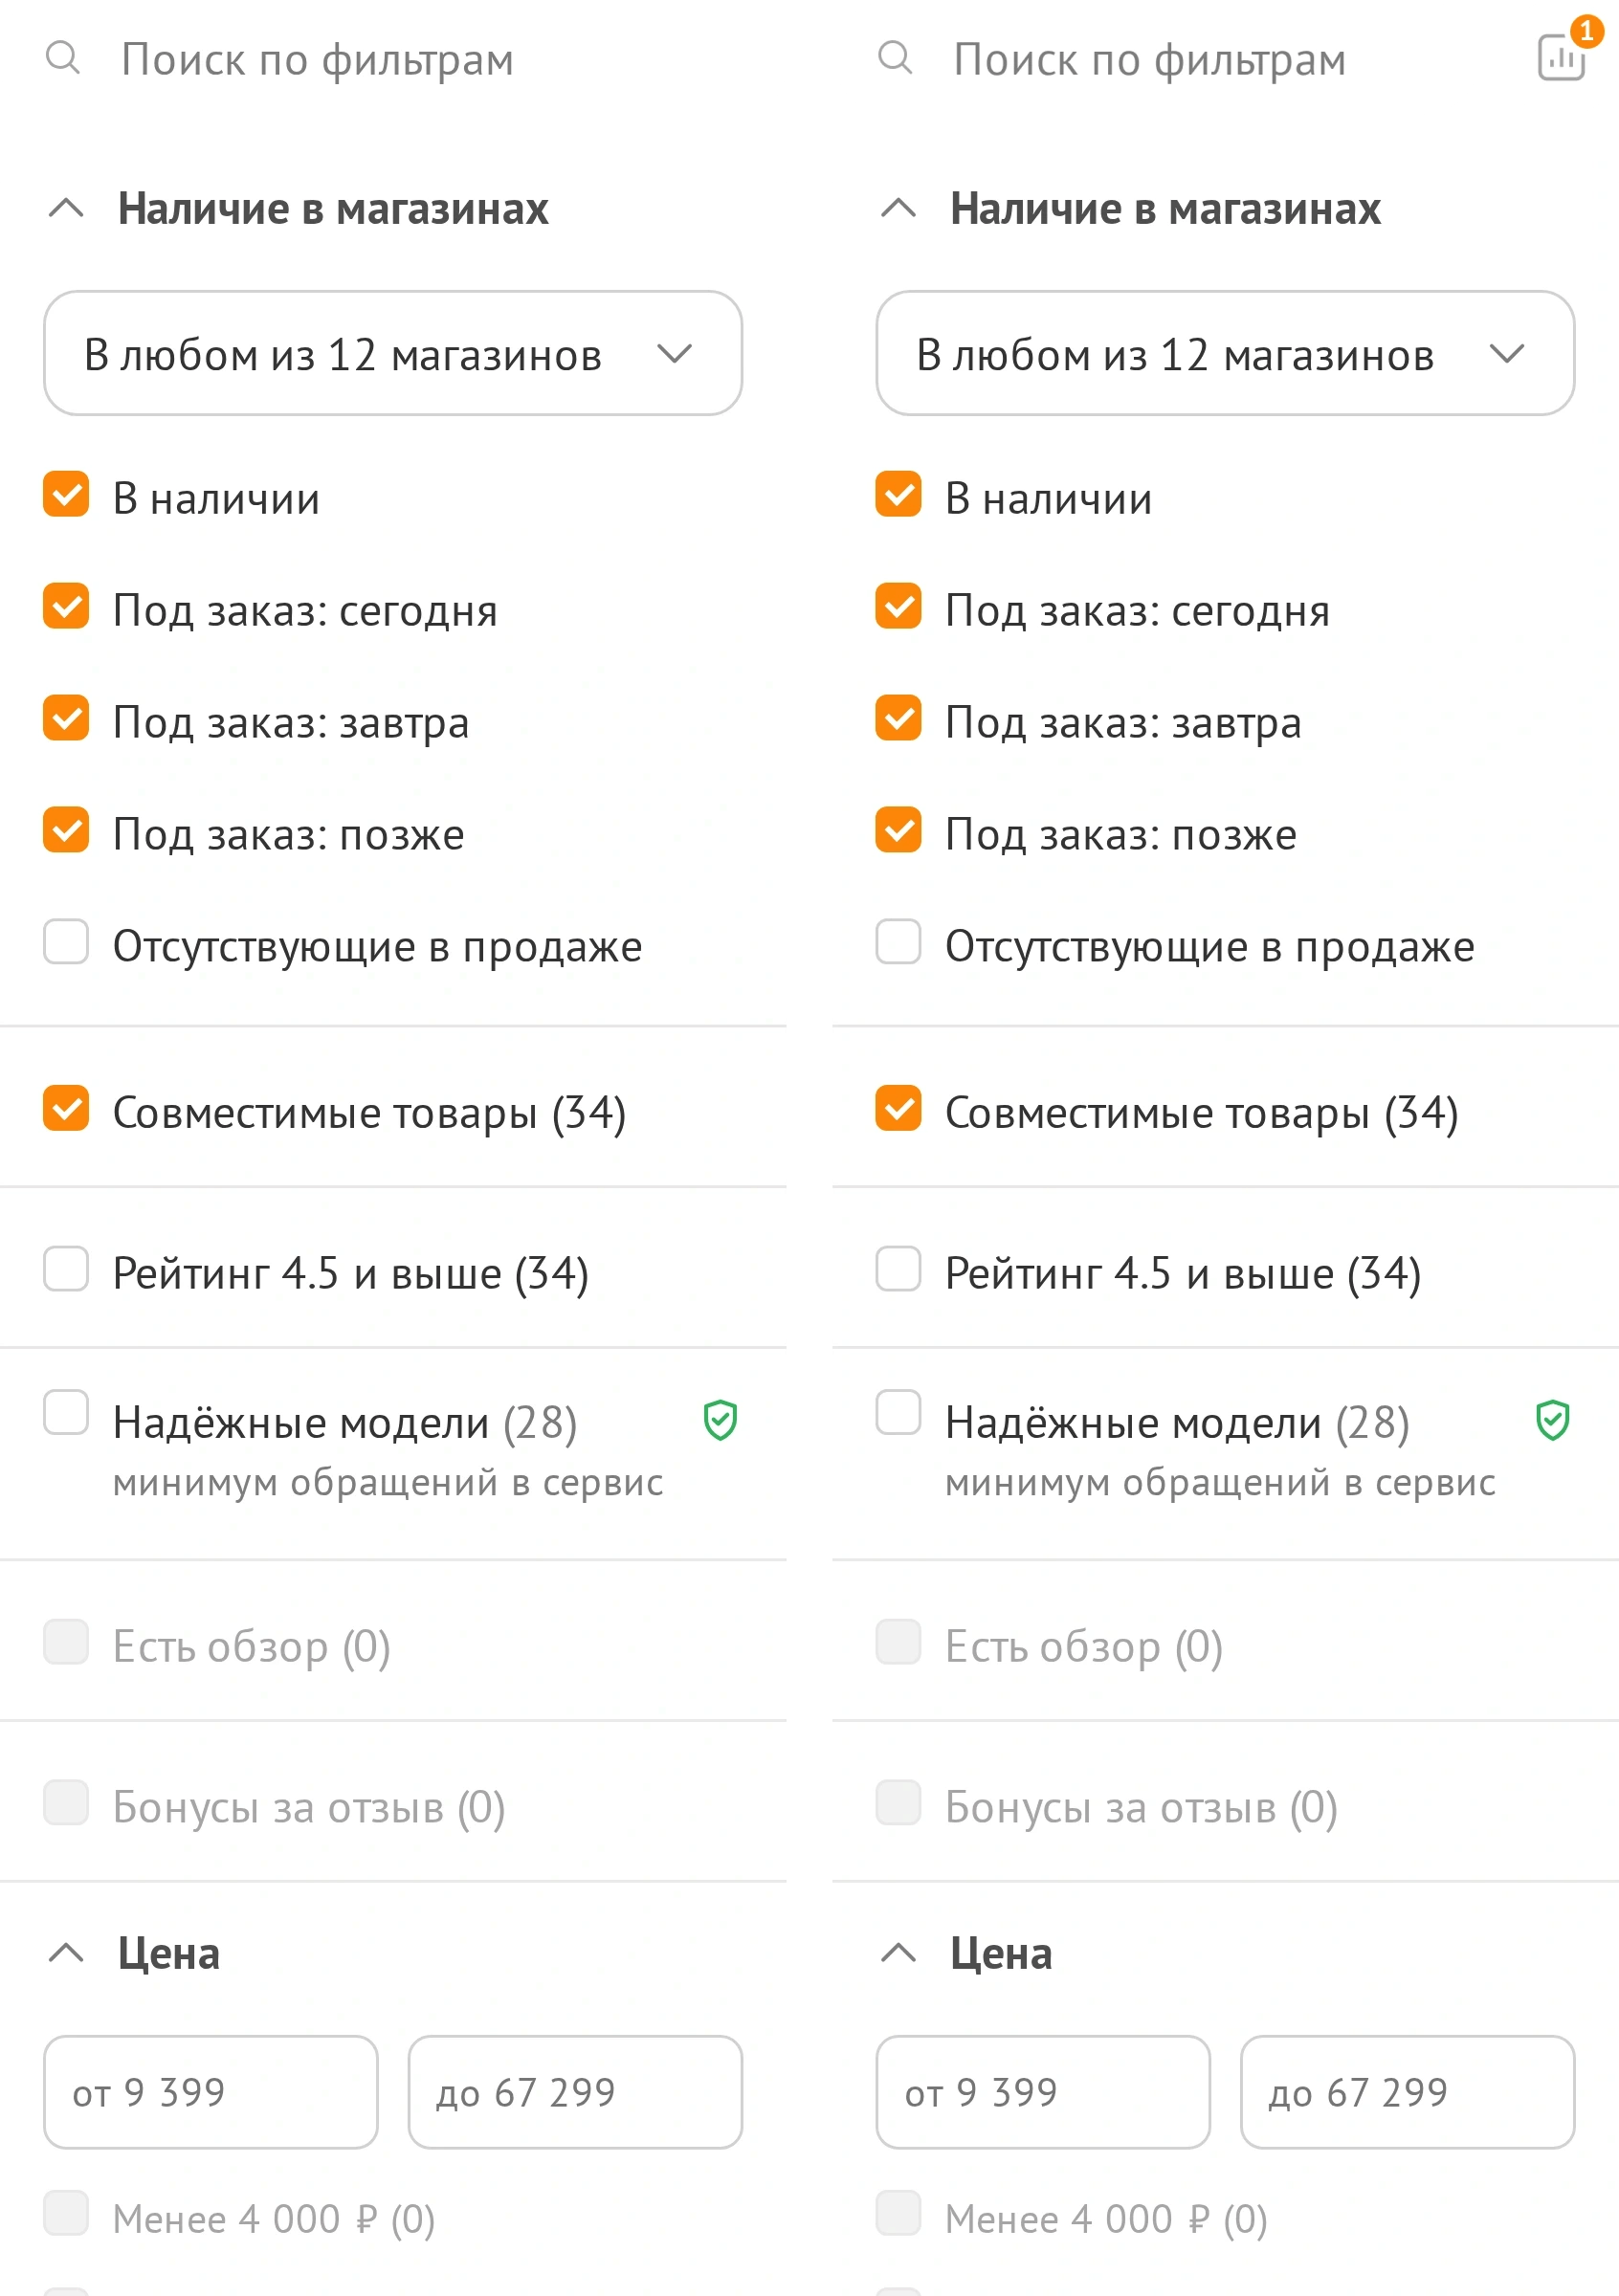 Поиск по фильтрам
Наличие в магазинах
В любом из 12 магазинов
В наличии
Под заказ: сегодня
Под заказ: завтра
Под заказ: позже
Отсутствующие в продаже
Совместимые товары (34)
Рейтинг 4.5 и выше (34)
Надёжные модели (28)
минимум обращений в сервис
Есть обзор (0)
Бонусы за отзыв (0)
Цена
от 9 399
до 67 299
Менее 4 000 ₽ (0)
Поиск по фильтрам
1
Наличие в магазинах
В любом из 12 магазинов
В наличии
Под заказ: сегодня
Под заказ: завтра
Под заказ: позже
Отсутствующие в продаже
Совместимые товары (34)
Рейтинг 4.5 и выше (34)
Надёжные модели (28)
минимум обращений в сервис
Есть обзор (0)
Бонусы за отзыв (0)
Цена
от 9 399
до 67 299
Менее 4 000 ₽ (0)